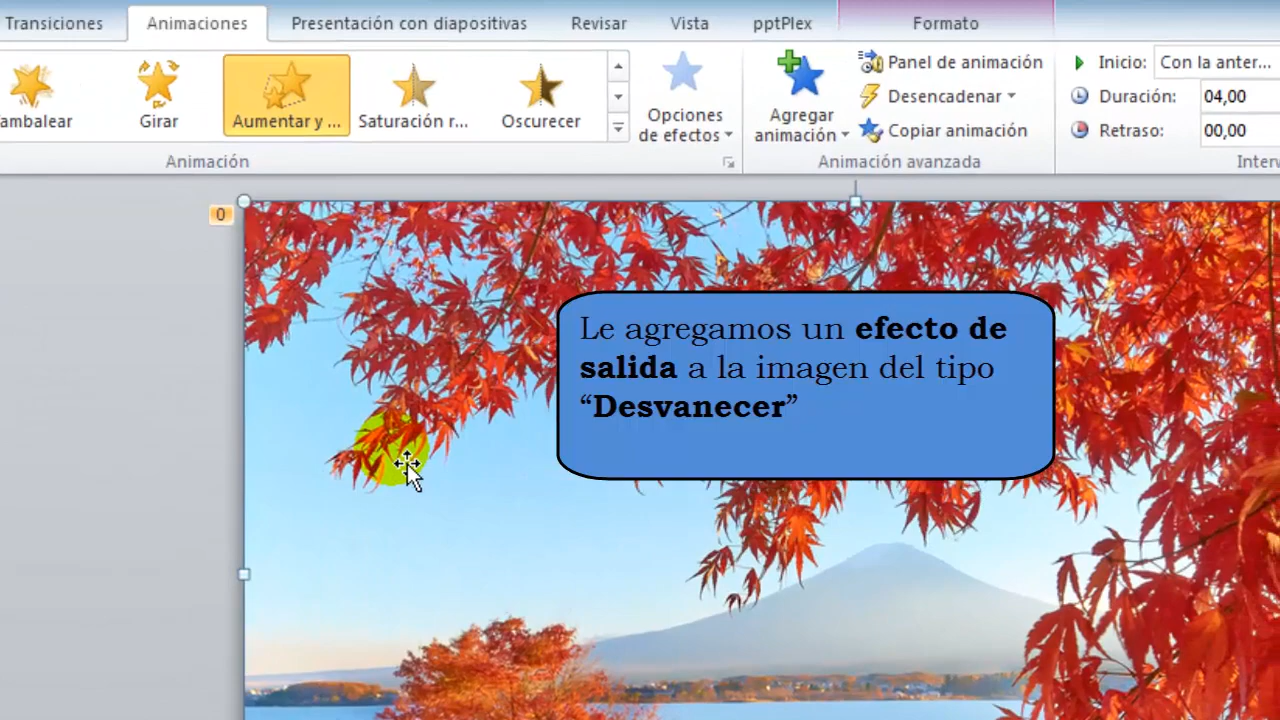 Transiciones Animaciones Presentación con diapositivas Revisar Vista pptPlex Formato
ambalear Girar Aumentar y ... Saturación r... Oscurecer
Opciones de efectos
Agregar animación
Panel de animación
Desencadenar
Copiar animación
Inicio: Con la anter...
Duración: 04,00
Retraso: 00,00
Animación Animación avanzada Interv
0
Le agregamos un efecto de
salida a la imagen del tipo
“Desvanecer”